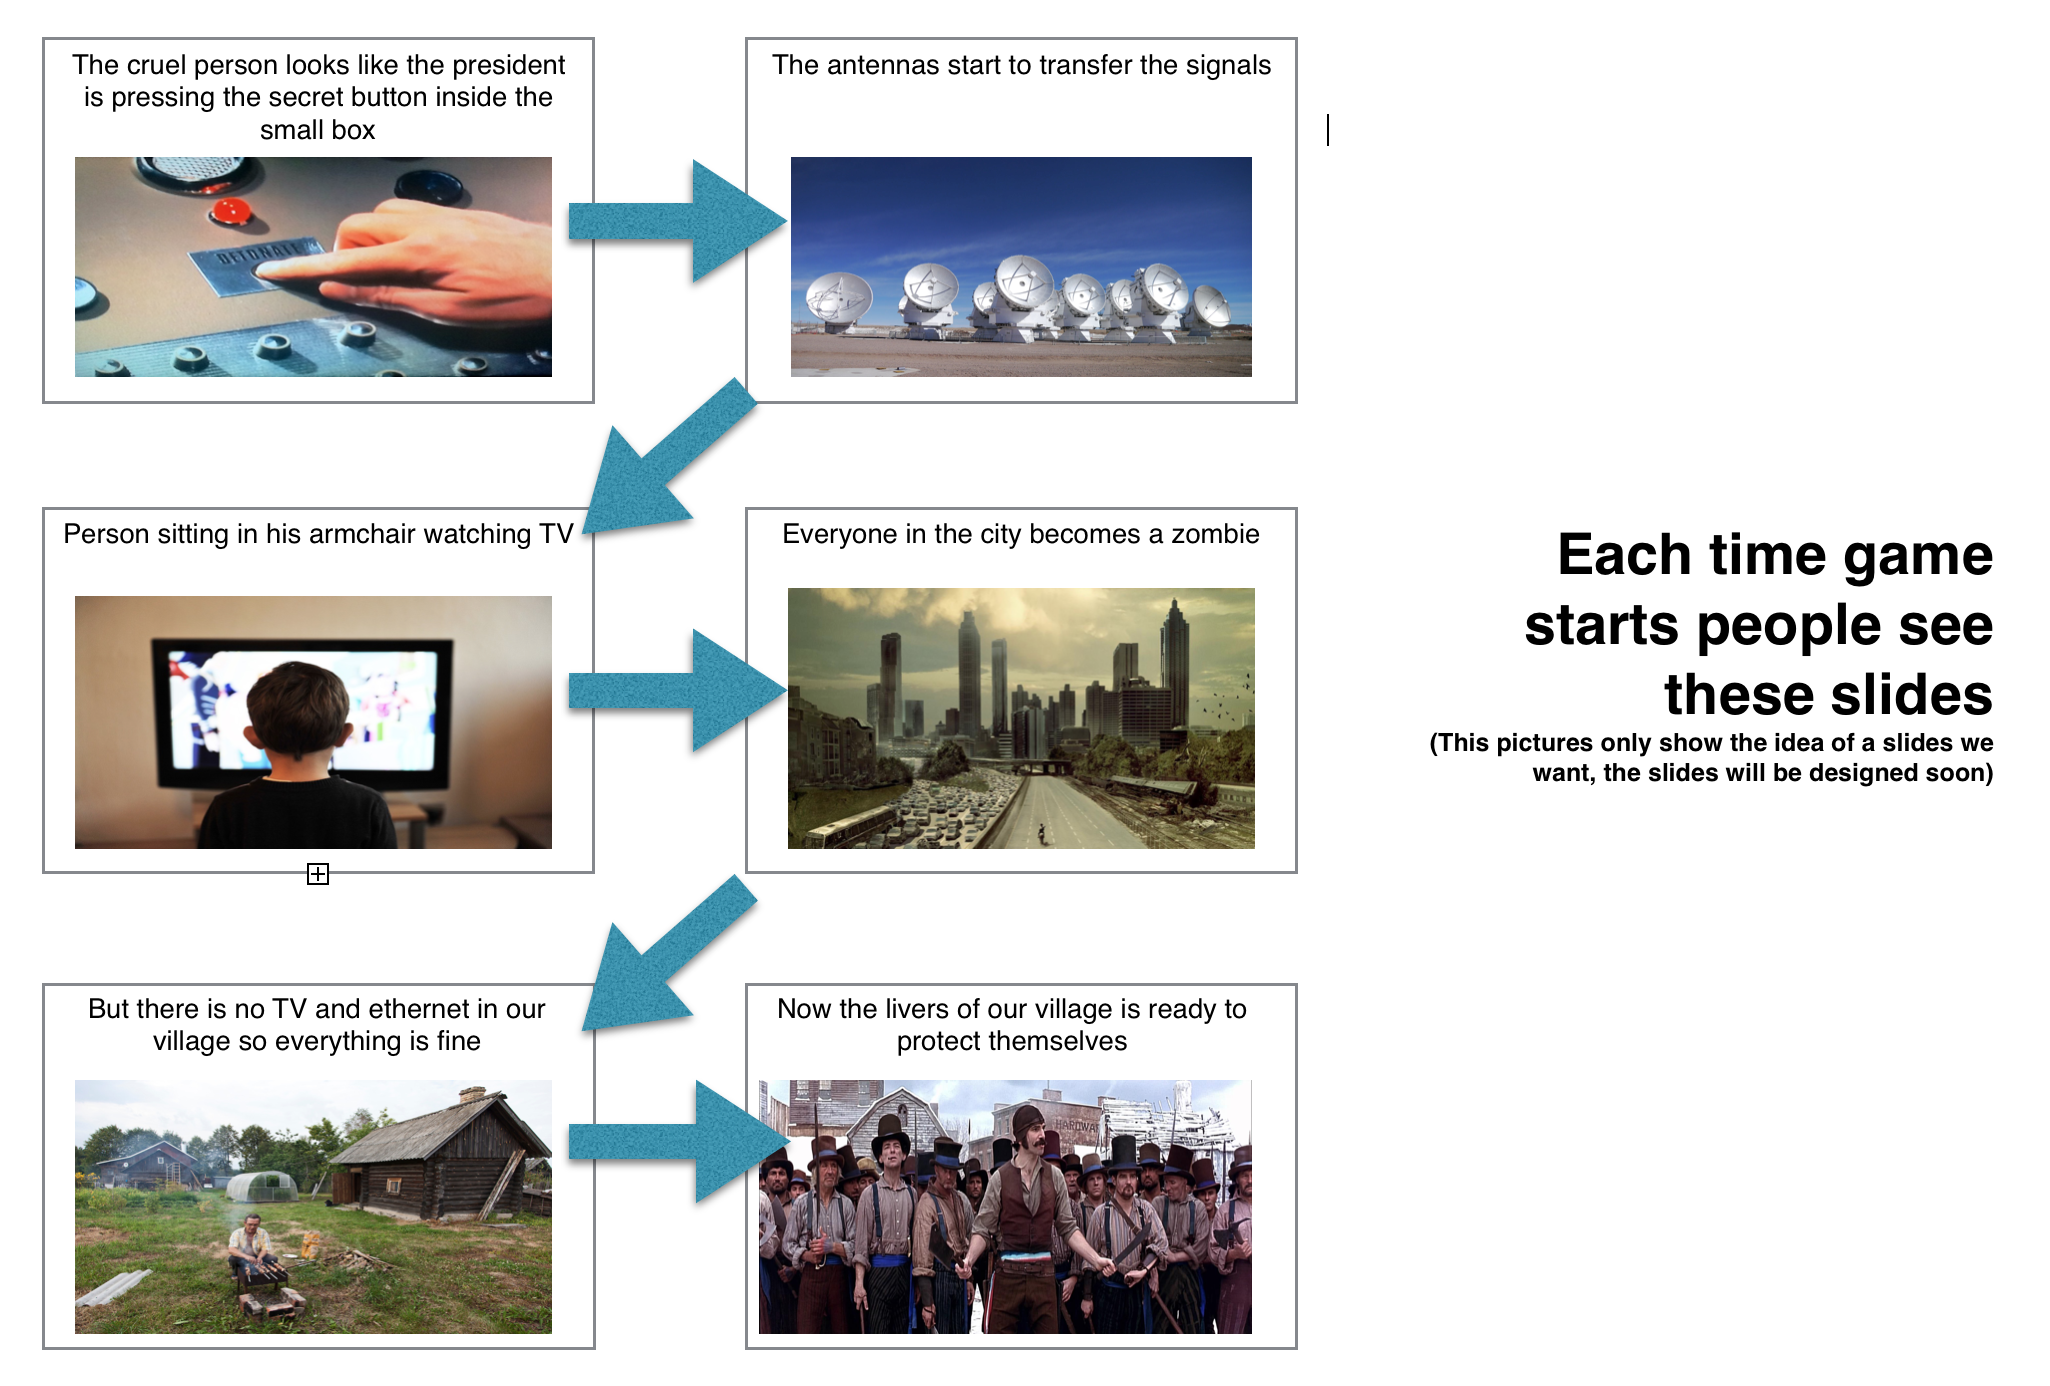 The cruel person looks like the president
is pressing the secret button inside the
small box
DETONATE
The antennas start to transfer the signals
Person sitting in his armchair watching TV
Everyone in the city becomes a zombie
Each time game
starts people see
these slides
(This pictures only show the idea of a slides we
want, the slides will be designed soon)
But there is no TV and ethernet in our
village so everything is fine
Now the livers of our village is ready to
protect themselves
HARDWAR